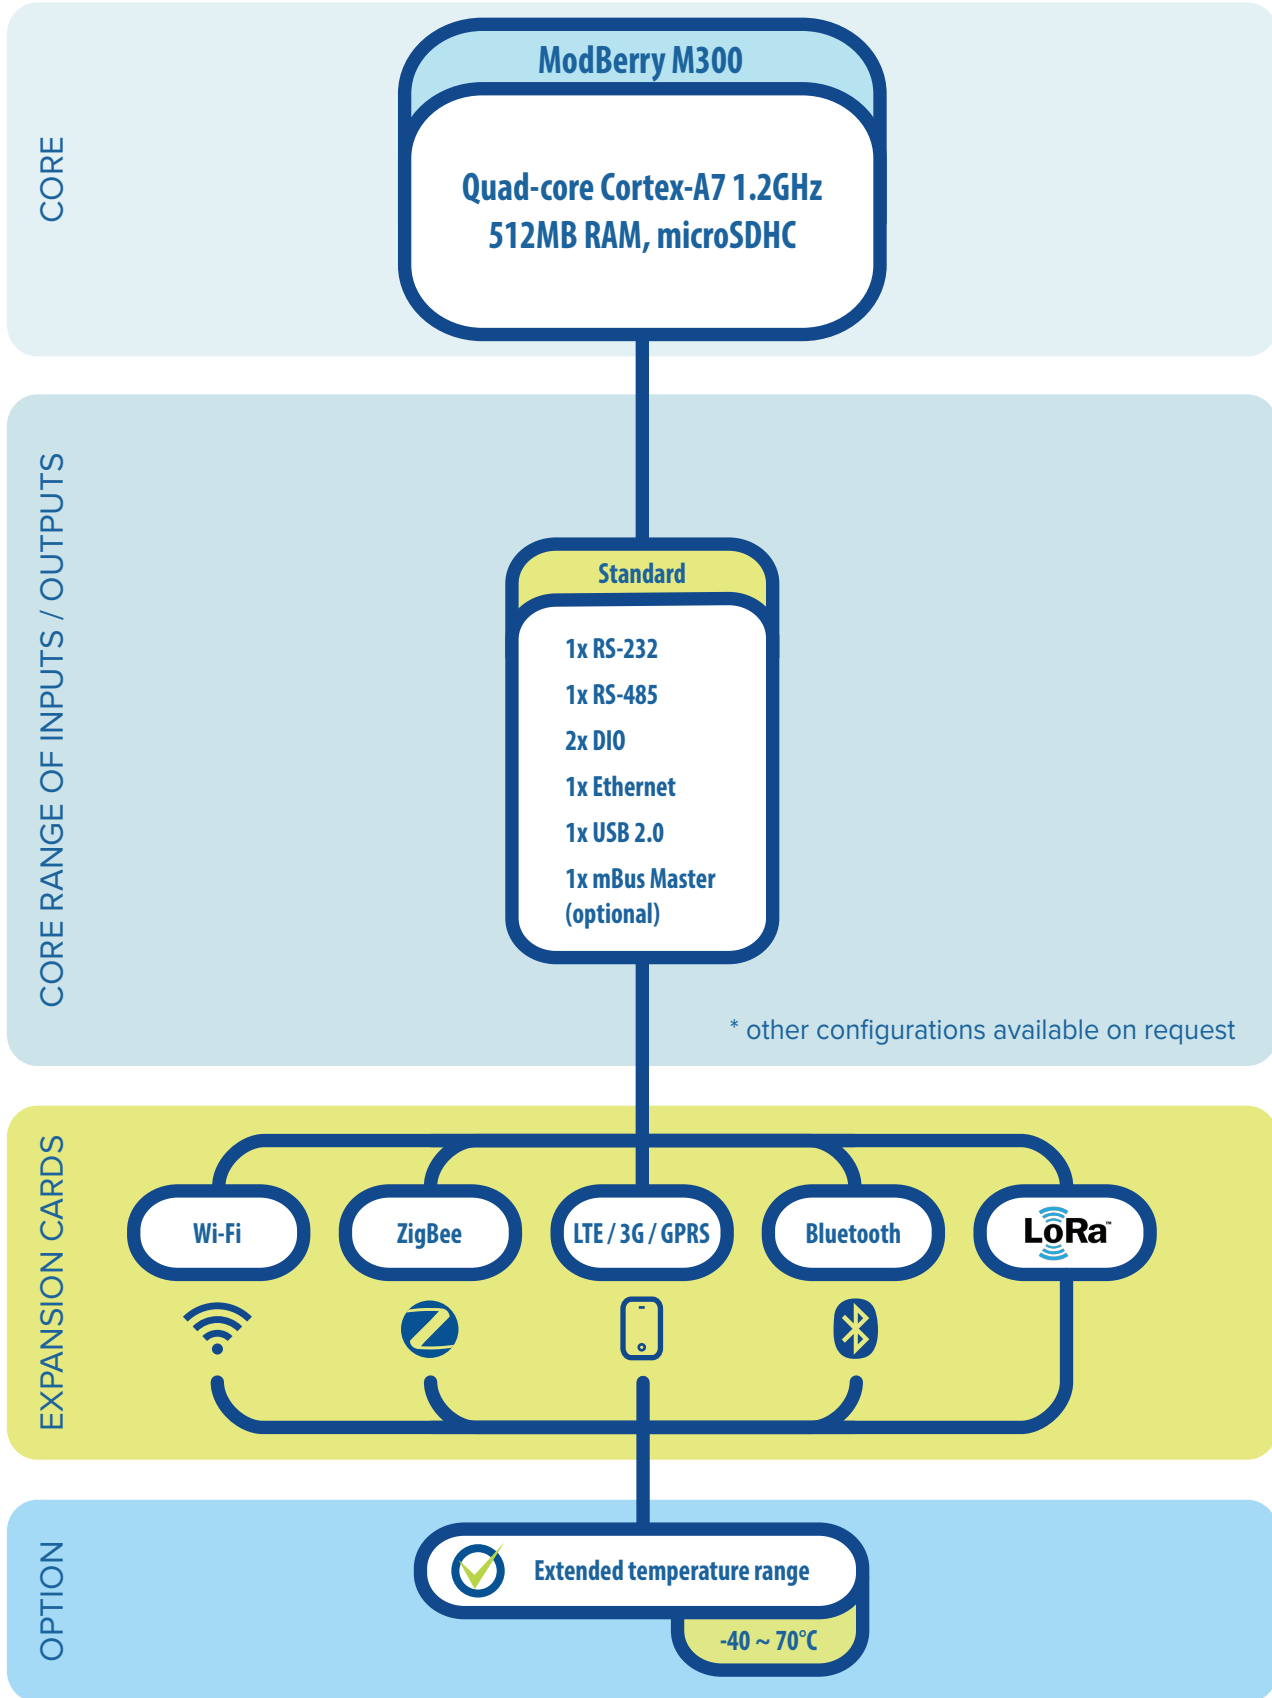 CORE
ModBerry M300
Quad-core Cortex-A7 1.2GHz
512MB RAM, microSDHC
CORE RANGE OF INPUTS / OUTPUTS
Standard
1x RS-232
1x RS-485
2x DIO
1x Ethernet
1x USB 2.0
1x mBus Master
(optional)
* other configurations available on request
EXPANSION CARDS
Wi-Fi
ZigBee
LTE / 3G / GPRS
Bluetooth
LoRa™
OPTION
Extended temperature range
-40 ~ 70°C